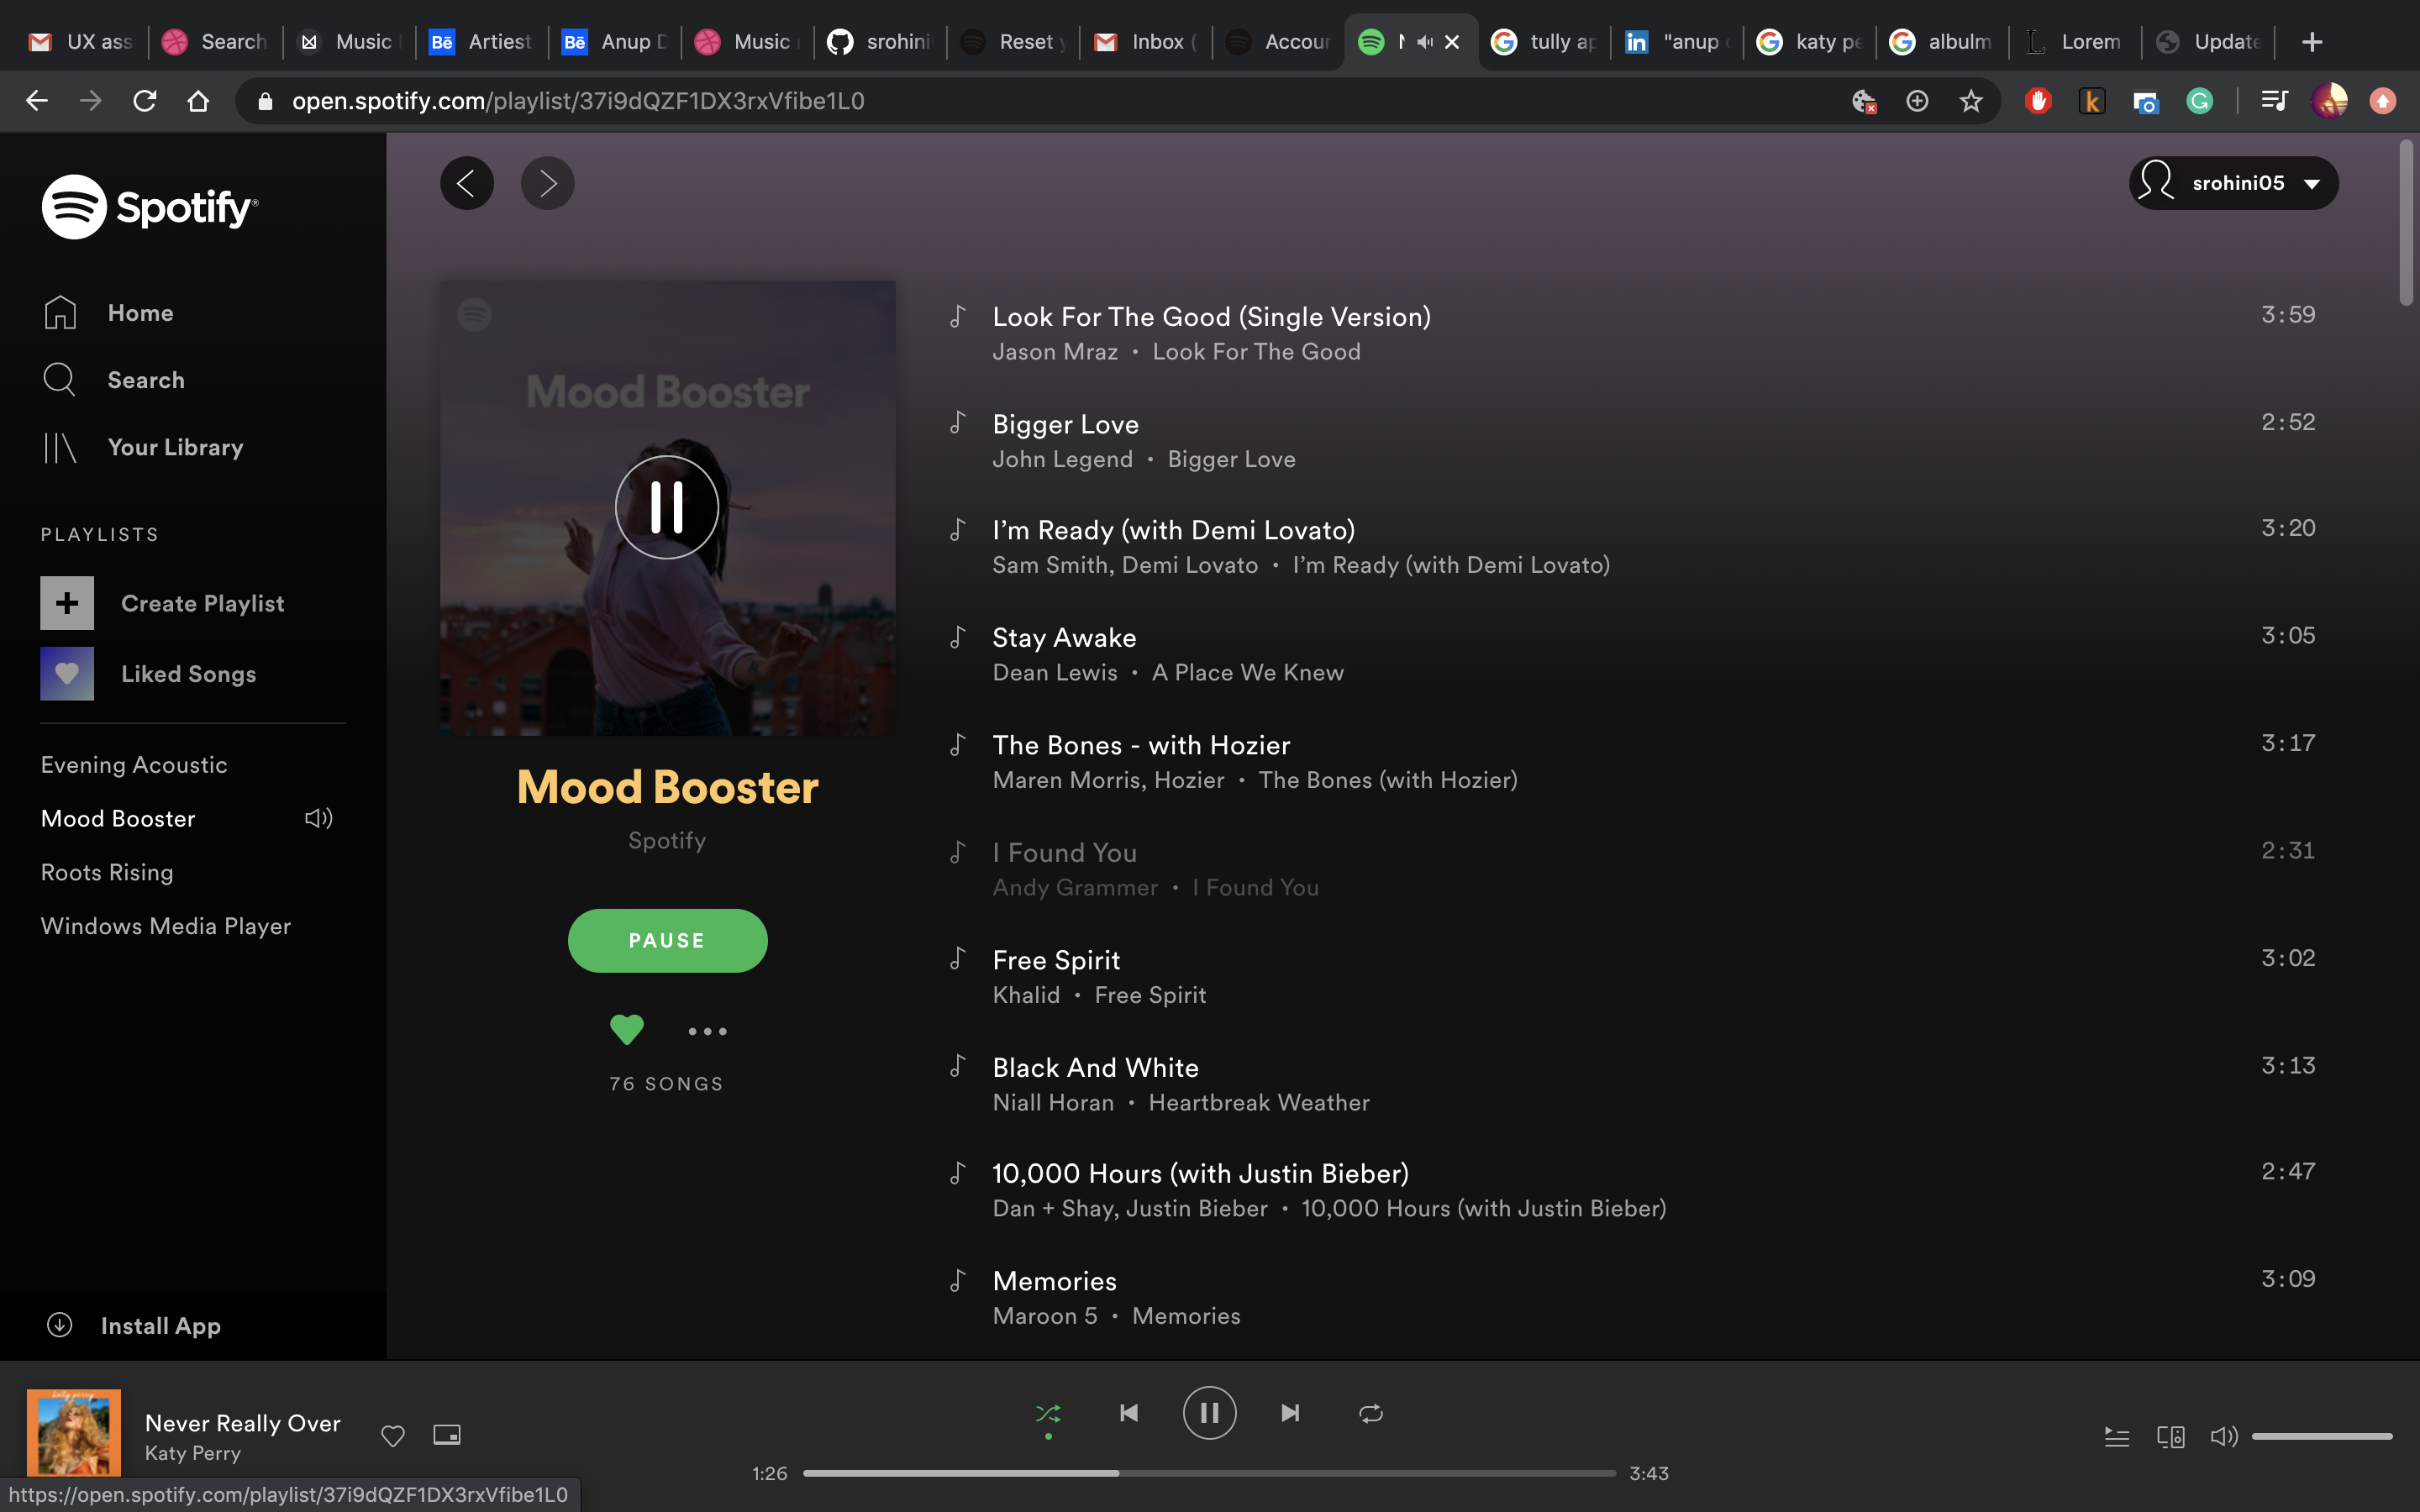 UX ass
Search
Music
Artiest
Anup D
Music
srohini
Reset y
Inbox (
Accour
tully ap
"anup
katy pe
albulm
Lorem
Update
open.spotify.com/playlist/37i9dQZF1DX3rxVfibe1L0
Spotify
Home
Search
Your Library
PLAYLISTS
Create Playlist
Liked Songs
Evening Acoustic
Mood Booster
Roots Rising
Windows Media Player
Install App
srohini05
Mood Booster
Mood Booster
Spotify
PAUSE
76 SONGS
Look For The Good (Single Version) 3:59
Jason Mraz • Look For The Good
Bigger Love 2:52
John Legend • Bigger Love
I’m Ready (with Demi Lovato) 3:20
Sam Smith, Demi Lovato • I’m Ready (with Demi Lovato)
Stay Awake 3:05
Dean Lewis • A Place We Knew
The Bones - with Hozier 3:17
Maren Morris, Hozier • The Bones (with Hozier)
I Found You 2:31
Andy Grammer • I Found You
Free Spirit 3:02
Khalid • Free Spirit
Black And White 3:13
Niall Horan • Heartbreak Weather
10,000 Hours (with Justin Bieber) 2:47
Dan + Shay, Justin Bieber • 10,000 Hours (with Justin Bieber)
Memories 3:09
Maroon 5 • Memories
katy perry
Never Really Over
Katy Perry
1:26
3:43
https://open.spotify.com/playlist/37i9dQZF1DX3rxVfibe1L0